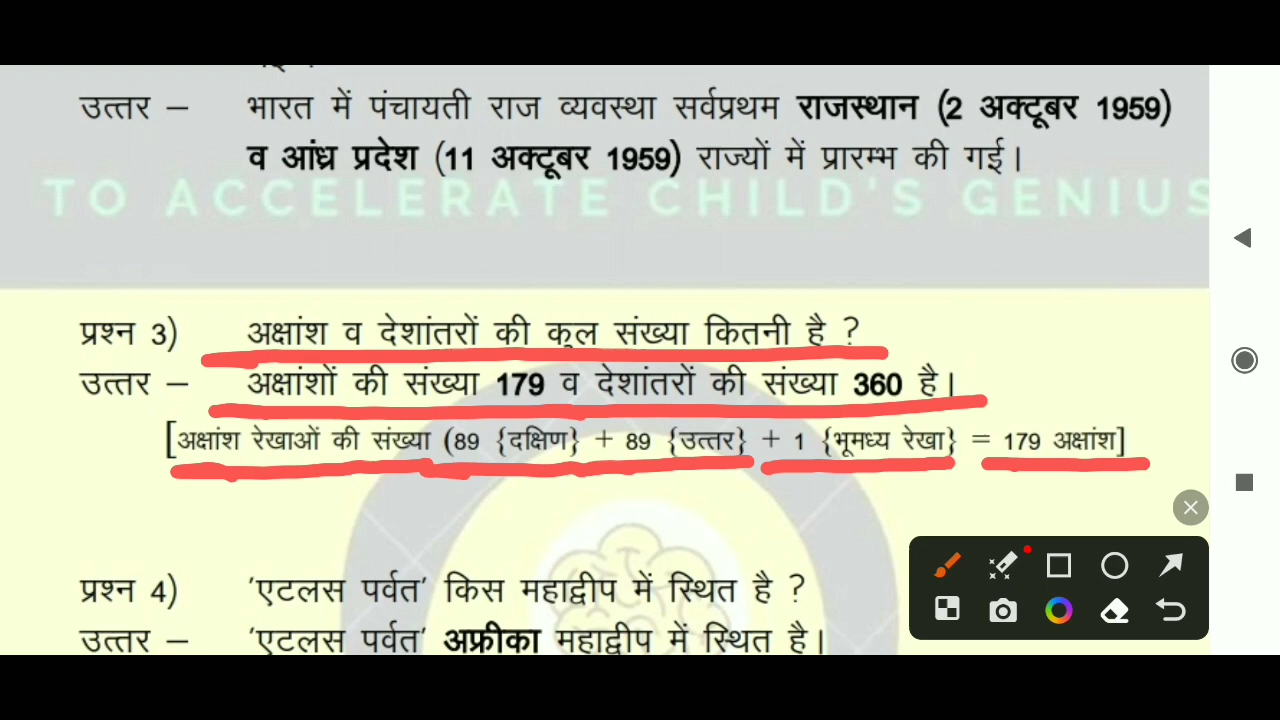 उत्तर – भारत में पंचायती राज व्यवस्था सर्वप्रथम राजस्थान (2 अक्टूबर 1959)
व आंध्र प्रदेश (11 अक्टूबर 1959) राज्यों में प्रारम्भ की गई।
TO ACCELERATE CHILD'S GENIUS
प्रश्न 3) अक्षांश व देशांतरों की कुल संख्या कितनी है ?
उत्तर – अक्षांशों की संख्या 179 व देशांतरों की संख्या 360 है।
[अक्षांश रेखाओं की संख्या (89 {दक्षिण} + 89 {उत्तर} + 1 {भूमध्य रेखा} = 179 अक्षांश]
प्रश्न 4) 'एटलस पर्वत' किस महाद्वीप में स्थित है ?
उत्तर – 'एटलस पर्वत' अफ्रीका महाद्वीप में स्थित है।